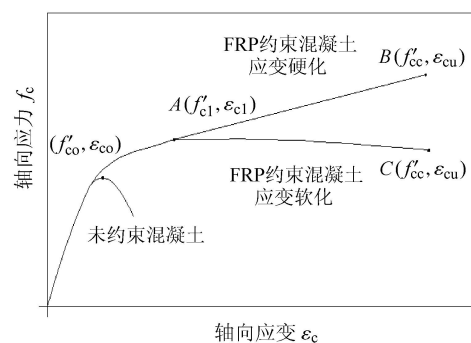 FRP约束混凝土
应变硬化
B(f′cc, εcu)
A(f′c1, εc1)
(f′co, εco)
FRP约束混凝土
应变软化
C(f′cc, εcu)
未约束混凝土
轴向应力 fc
轴向应变 εc